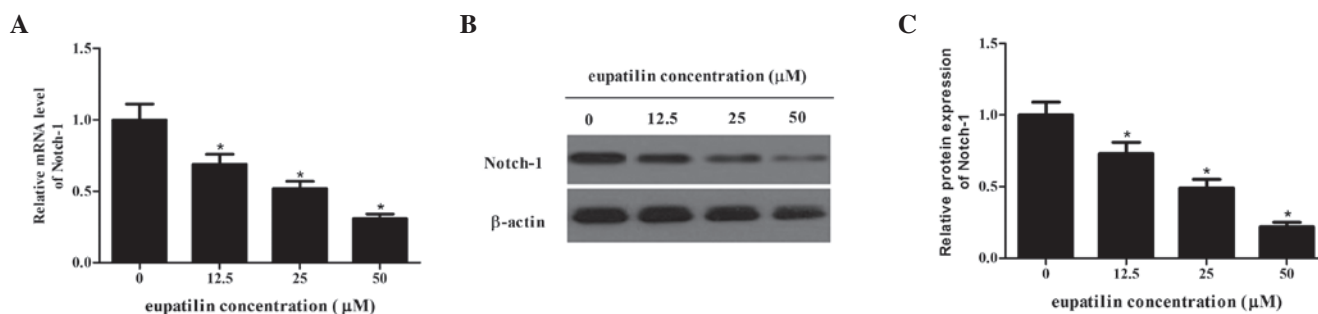 A
Relative mRNA level
of Notch-1
1.5
1.0
0.5
0.0
*
*
*
0
12.5
25
50
eupatilin concentration (μM)
B
eupatilin concentration (μM)
0 12.5 25 50
Notch-1
β-actin
C
Relative protein expression
of Notch-1
1.5
1.0
0.5
0.0
*
*
*
0
12.5
25
50
eupatilin concentration (μM)